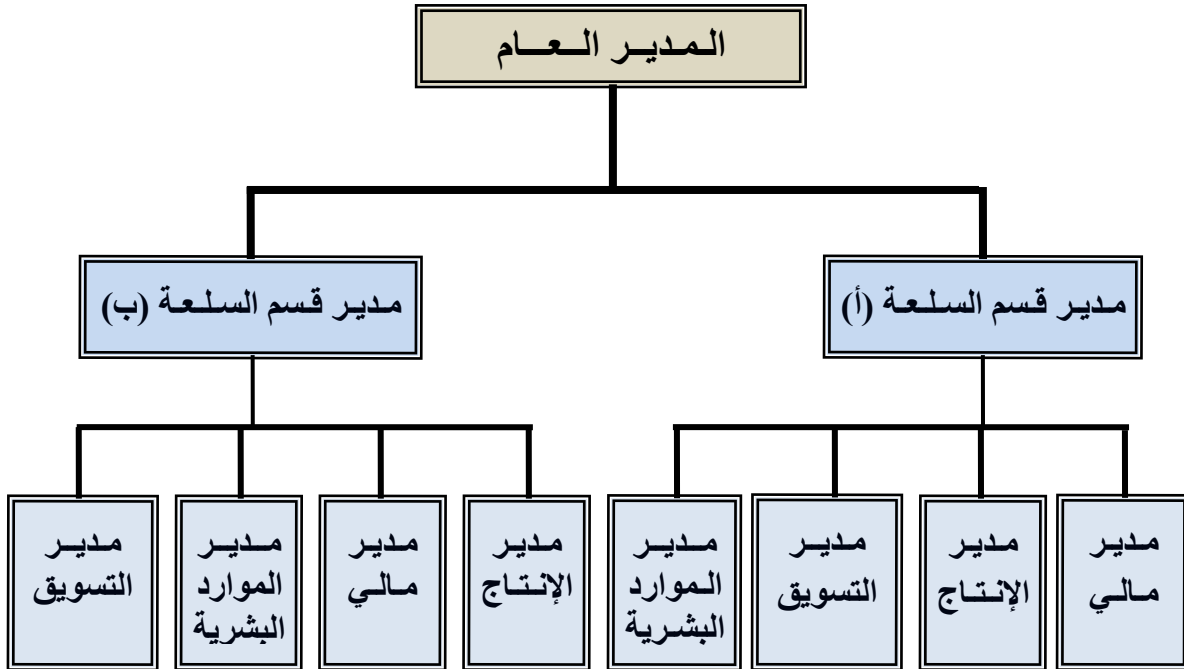 المدير العام
مدير قسم السلعة (أ)
مدير قسم السلعة (ب)
مدير
مالي
مدير
الإنتاج
مدير
التسويق
مدير
الموارد
البشرية
مدير
الإنتاج
مدير
مالي
مدير
الموارد
البشرية
مدير
التسويق